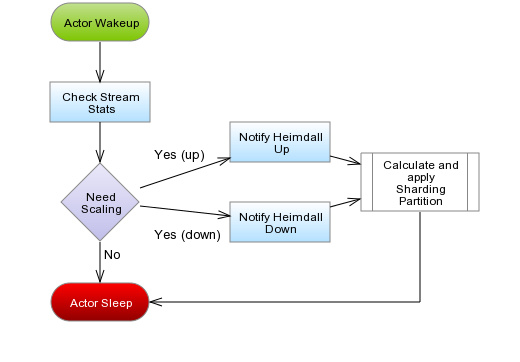 Actor Wakeup
Check Stream
Stats
Need
Scaling
Yes (up)
Notify Heimdall
Up
Yes (down)
Notify Heimdall
Down
Calculate and
apply
Sharding
Partition
No
Actor Sleep